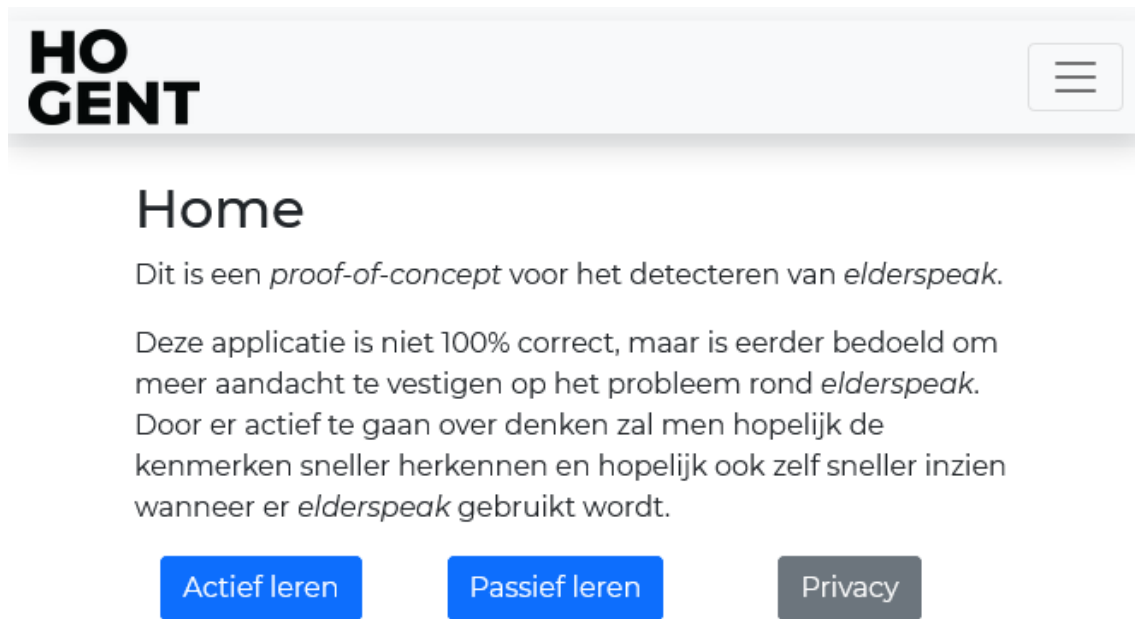 HO
GENT
Home
Dit is een proof-of-concept voor het detecteren van elderspeak.
Deze applicatie is niet 100% correct, maar is eerder bedoeld om
meer aandacht te vestigen op het probleem rond elderspeak.
Door er actief te gaan over denken zal men hopelijk de
kenmerken sneller herkennen en hopelijk ook zelf sneller inzien
wanneer er elderspeak gebruikt wordt.
Actief leren Passief leren Privacy